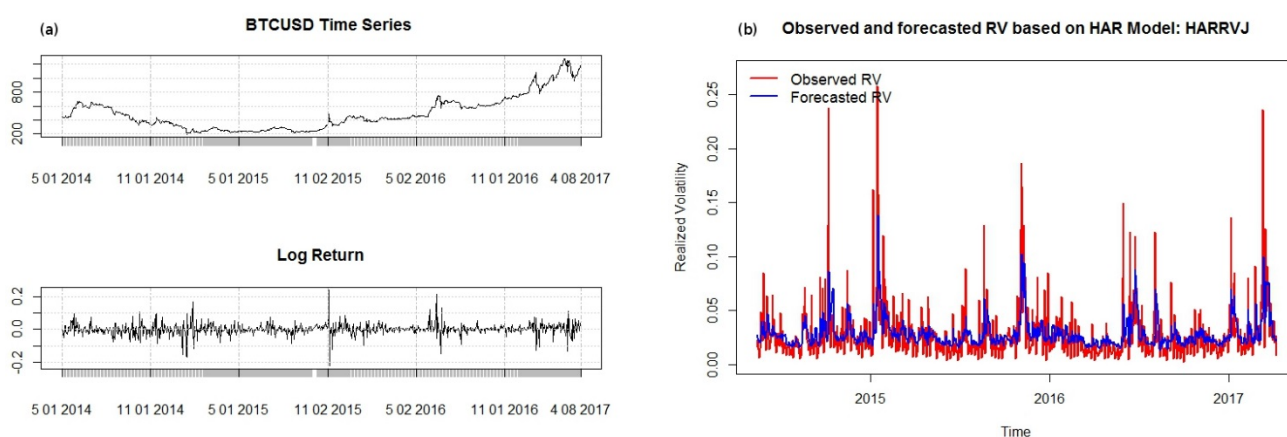 (a)
BTCUSD Time Series
800
200
5 01 2014 11 01 2014 5 01 2015 11 02 2015 5 02 2016 11 01 2016 4 08 2017
Log Return
0.2
0.0
-0.2
5 01 2014 11 01 2014 5 01 2015 11 02 2015 5 02 2016 11 01 2016 4 08 2017
(b) Observed and forecasted RV based on HAR Model: HARRVJ
Observed RV
Forecasted RV
Realized Volatility
0.25
0.20
0.15
0.10
0.05
0.00
2015 2016 2017
Time